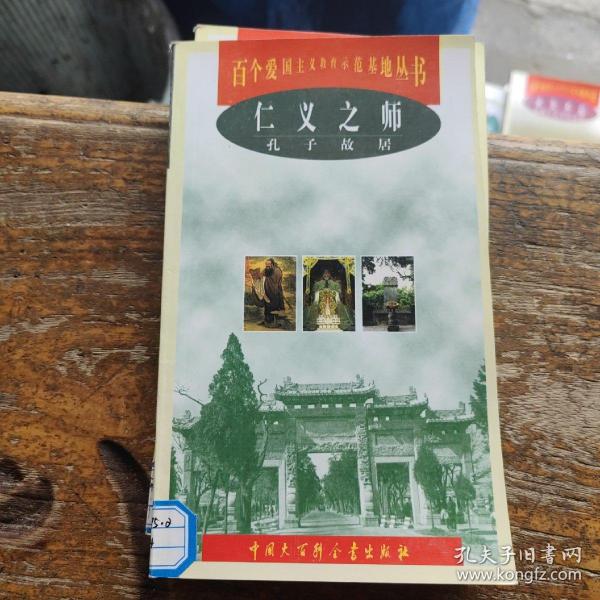 百个爱国主义教育示范基地丛书
仁义之师
孔子故居
中国大百科全书出版社
孔夫子旧书网
www.kongfz.com